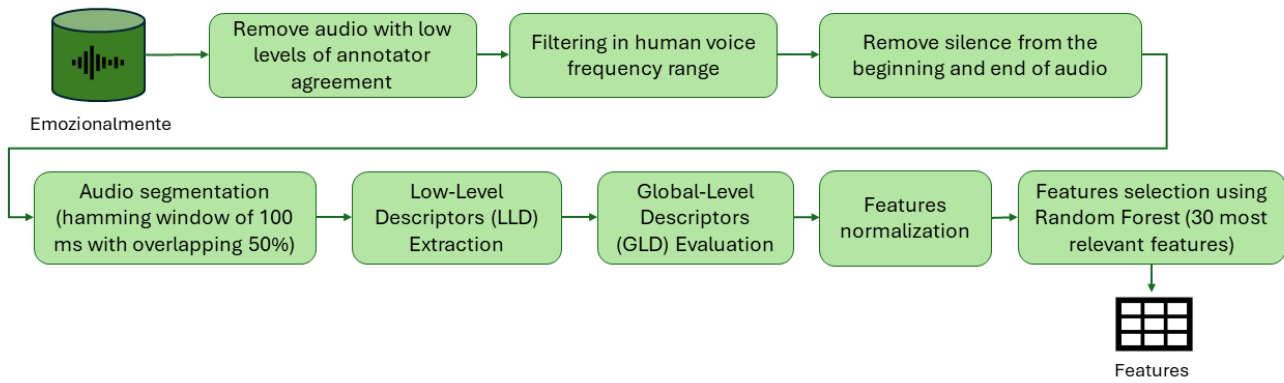 Emozionalmente
Remove audio with low
levels of annotator
agreement
Filtering in human voice
frequency range
Remove silence from the
beginning and end of audio
Audio segmentation
(hamming window of 100
ms with overlapping 50%)
Low-Level
Descriptors (LLD)
Extraction
Global-Level
Descriptors
(GLD) Evaluation
Features
normalization
Features selection using
Random Forest (30 most
relevant features)
Features